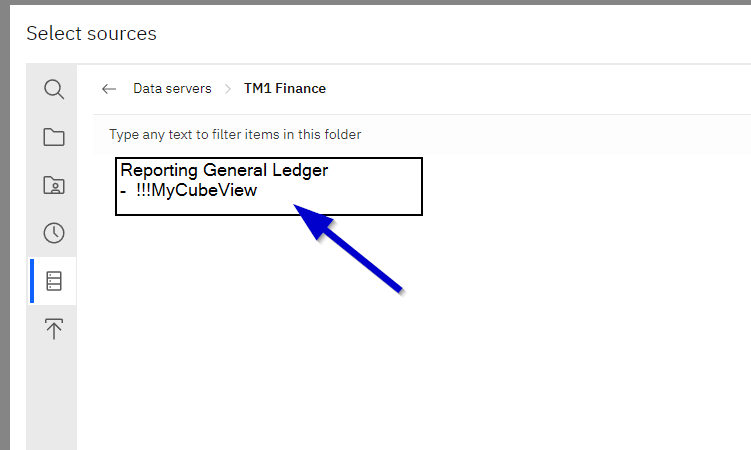 Select sources
Data servers TM1 Finance
Type any text to filter items in this folder
Reporting General Ledger
- !!!MyCubeView